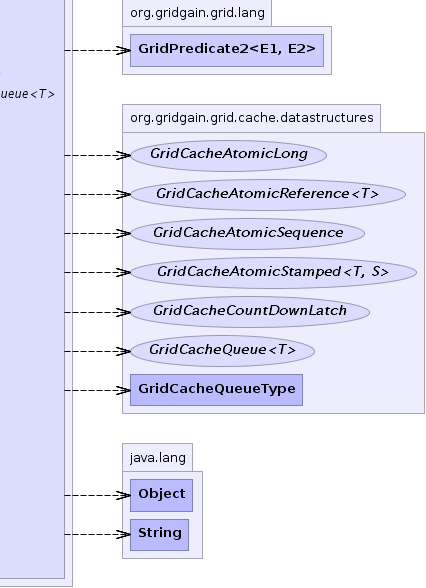 org.gridgain.grid.lang
GridPredicate2<E1, E2>
ueue<T>
org.gridgain.grid.cache.datastructures
GridCacheAtomicLong
GridCacheAtomicReference<T>
GridCacheAtomicSequence
GridCacheAtomicStamped<T, S>
GridCacheCountDownLatch
GridCacheQueue<T>
GridCacheQueueType
java.lang
Object
String